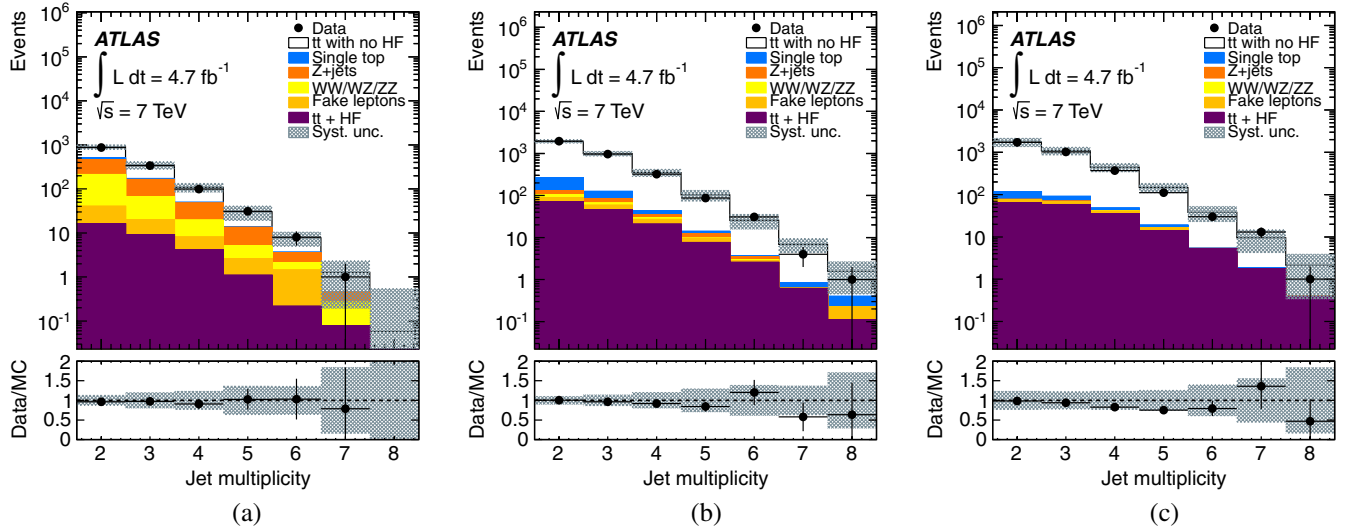 Events
10⁶
10⁵
10⁴
10³
10²
10
1
10⁻¹
ATLAS
∫ L dt = 4.7 fb⁻¹
√s = 7 TeV
Data
tt with no HF
Single top
Z+jets
WW/WZ/ZZ
Fake leptons
tt + HF
Syst. unc.
Data/MC
2
1.5
1
0.5
0
2 3 4 5 6 7 8
Jet multiplicity
(a)
Events
10⁶
10⁵
10⁴
10³
10²
10
1
10⁻¹
ATLAS
∫ L dt = 4.7 fb⁻¹
√s = 7 TeV
Data
tt with no HF
Single top
Z+jets
WW/WZ/ZZ
Fake leptons
tt + HF
Syst. unc.
Data/MC
2
1.5
1
0.5
0
2 3 4 5 6 7 8
Jet multiplicity
(b)
Events
10⁶
10⁵
10⁴
10³
10²
10
1
10⁻¹
ATLAS
∫ L dt = 4.7 fb⁻¹
√s = 7 TeV
Data
tt with no HF
Single top
Z+jets
WW/WZ/ZZ
Fake leptons
tt + HF
Syst. unc.
Data/MC
2
1.5
1
0.5
0
2 3 4 5 6 7 8
Jet multiplicity
(c)